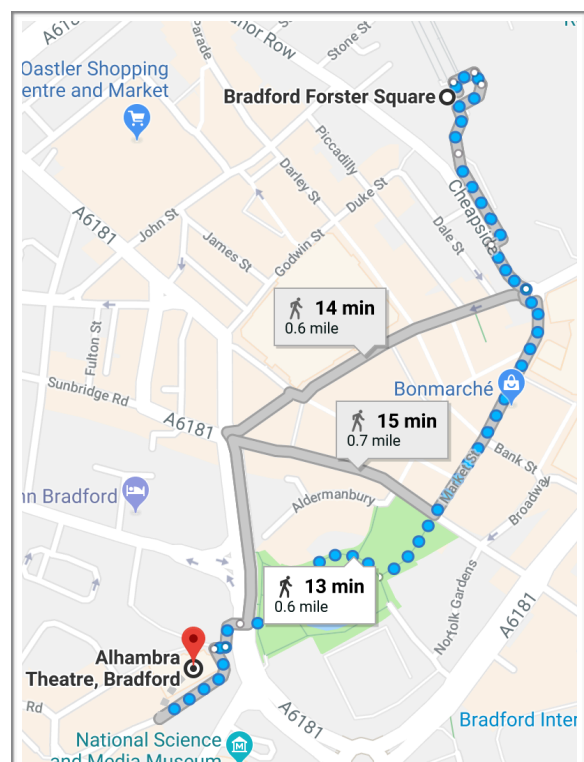 A6181
Manor Row
Stone St
Parade
R
Oastler Shopping
entre and Market
Bradford Forster Square
Piccadilly
Darley St
Duke St
Cheapside
Dale St
John St
James St
Godwin St
A6181
14 min
0.6 mile
Fulton St
Bonmarché
Sunbridge Rd
A6181
15 min
0.7 mile
Bank St
Market St
Broadway
nn Bradford
Aldermanbury
13 min
0.6 mile
Norfolk Gardens
A6181
Alhambra
Theatre, Bradford
Rd
A6181
Bradford Inter
National Science
and Media Museum